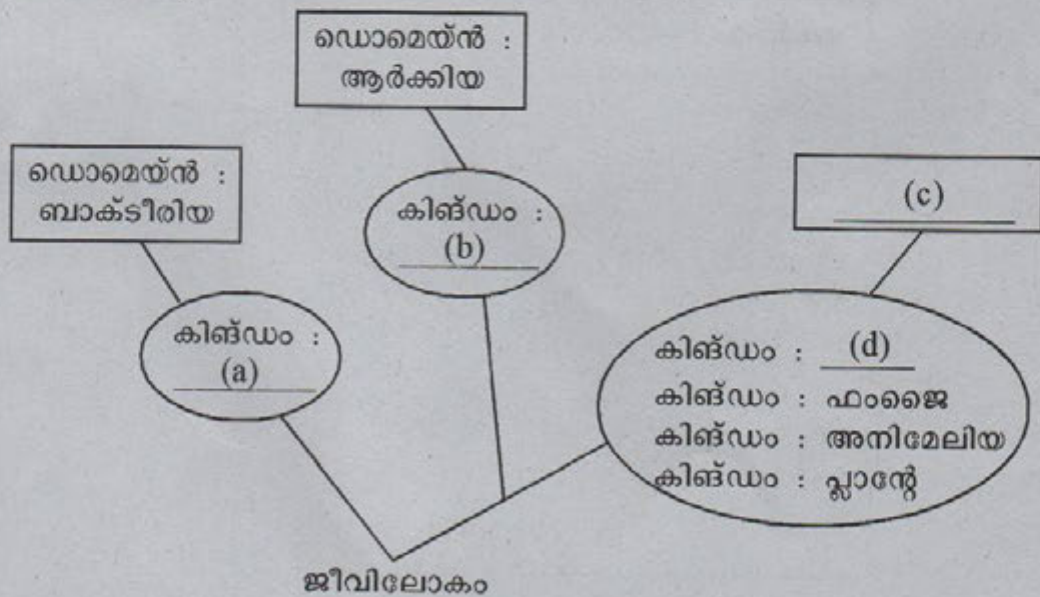 ഡൊമെയ്ൻ :
ആർക്കിയ
ഡൊമെയ്ൻ :
ബാക്ടീരിയ
കിങ്ഡം :
(b)
(c)
കിങ്ഡം :
(a)
കിങ്ഡം : (d)
കിങ്ഡം : ഫംജൈ
കിങ്ഡം : അനിമേലിയ
കിങ്ഡം : പ്ലാന്റേ
ജീവിലോകം